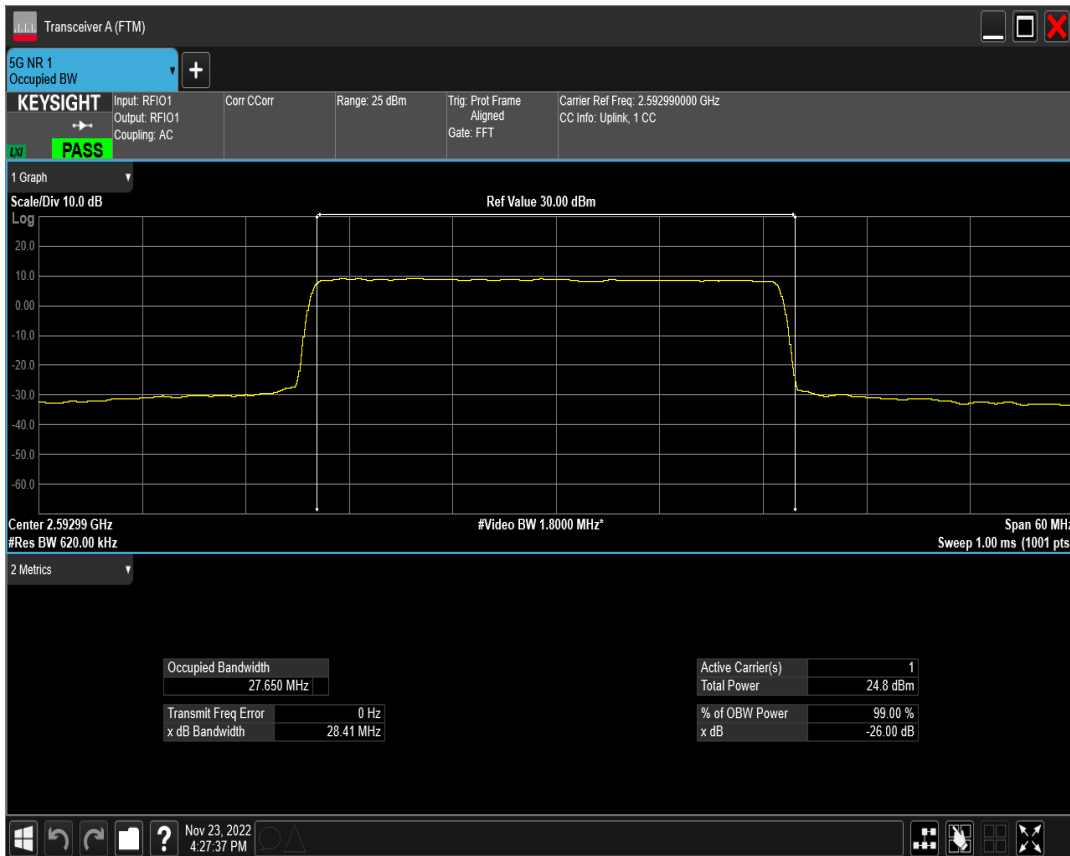 Transceiver A (FTM)
5G NR 1
Occupied BW
+
KEYSIGHT
LXI
PASS
Input: RFIO1
Output: RFIO1
Coupling: AC
Corr CCorr
Range: 25 dBm
Trig: Prot Frame
Aligned
Gate: FFT
Carrier Ref Freq: 2.592990000 GHz
CC Info: Uplink, 1 CC
1 Graph
Scale/Div 10.0 dB
Ref Value 30.00 dBm
Log
20.0
10.0
0.00
-10.0
-20.0
-30.0
-40.0
-50.0
-60.0
Center 2.59299 GHz
#Video BW 1.8000 MHz*
Span 60 MHz
#Res BW 620.00 kHz
Sweep 1.00 ms (1001 pts
2 Metrics
Occupied Bandwidth
27.650 MHz
Transmit Freq Error 0 Hz
x dB Bandwidth 28.41 MHz
Active Carrier(s) 1
Total Power 24.8 dBm
% of OBW Power 99.00 %
x dB -26.00 dB
?
Nov 23, 2022
4:27:37 PM